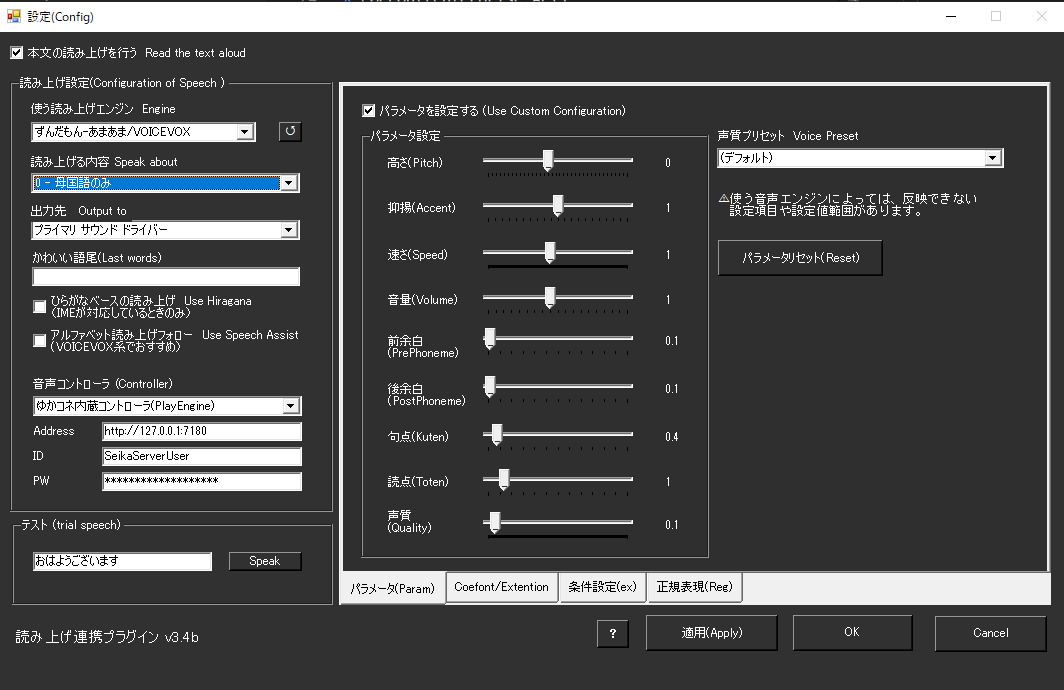 設定(Config)
本文の読み上げを行う Read the text aloud
読み上げ設定(Configuration of Speech )
使う読み上げエンジン Engine
ずんだもん-あまあま/VOICEVOX
読み上げる内容 Speak about
0 - 母国語のみ
出力先 Output to
プライマリ サウンド ドライバー
かわいい語尾(Last words)
ひらがなベースの読み上げ Use Hiragana
(IMEが対応しているときのみ)
アルファベット読み上げフォロー Use Speech Assist
(VOICEVOX系でおすすめ)
音声コントローラ (Controller)
ゆかコネ内蔵コントローラ(PlayEngine)
Address http://127.0.0.1:7180
ID SeikaServerUser
PW *******************
テスト (trial speech)
おはようございます Speak
パラメータを設定する (Use Custom Configuration)
パラメータ設定
高さ(Pitch) 0
抑揚(Accent) 1
速さ(Speed) 1
音量(Volume) 1
前余白
(PrePhoneme) 0.1
後余白
(PostPhoneme) 0.1
句点(Kuten) 0.4
読点(Toten) 1
声質
(Quality) 0.1
声質プリセット Voice Preset
(デフォルト)
⚠使う音声エンジンによっては、反映できない
設定項目や設定値範囲があります。
パラメータリセット(Reset)
パラメータ(Param) Coefont/Extention 条件設定(ex) 正規表現(Reg)
読み上げ連携プラグイン v3.4b
? 適用(Apply) OK Cancel